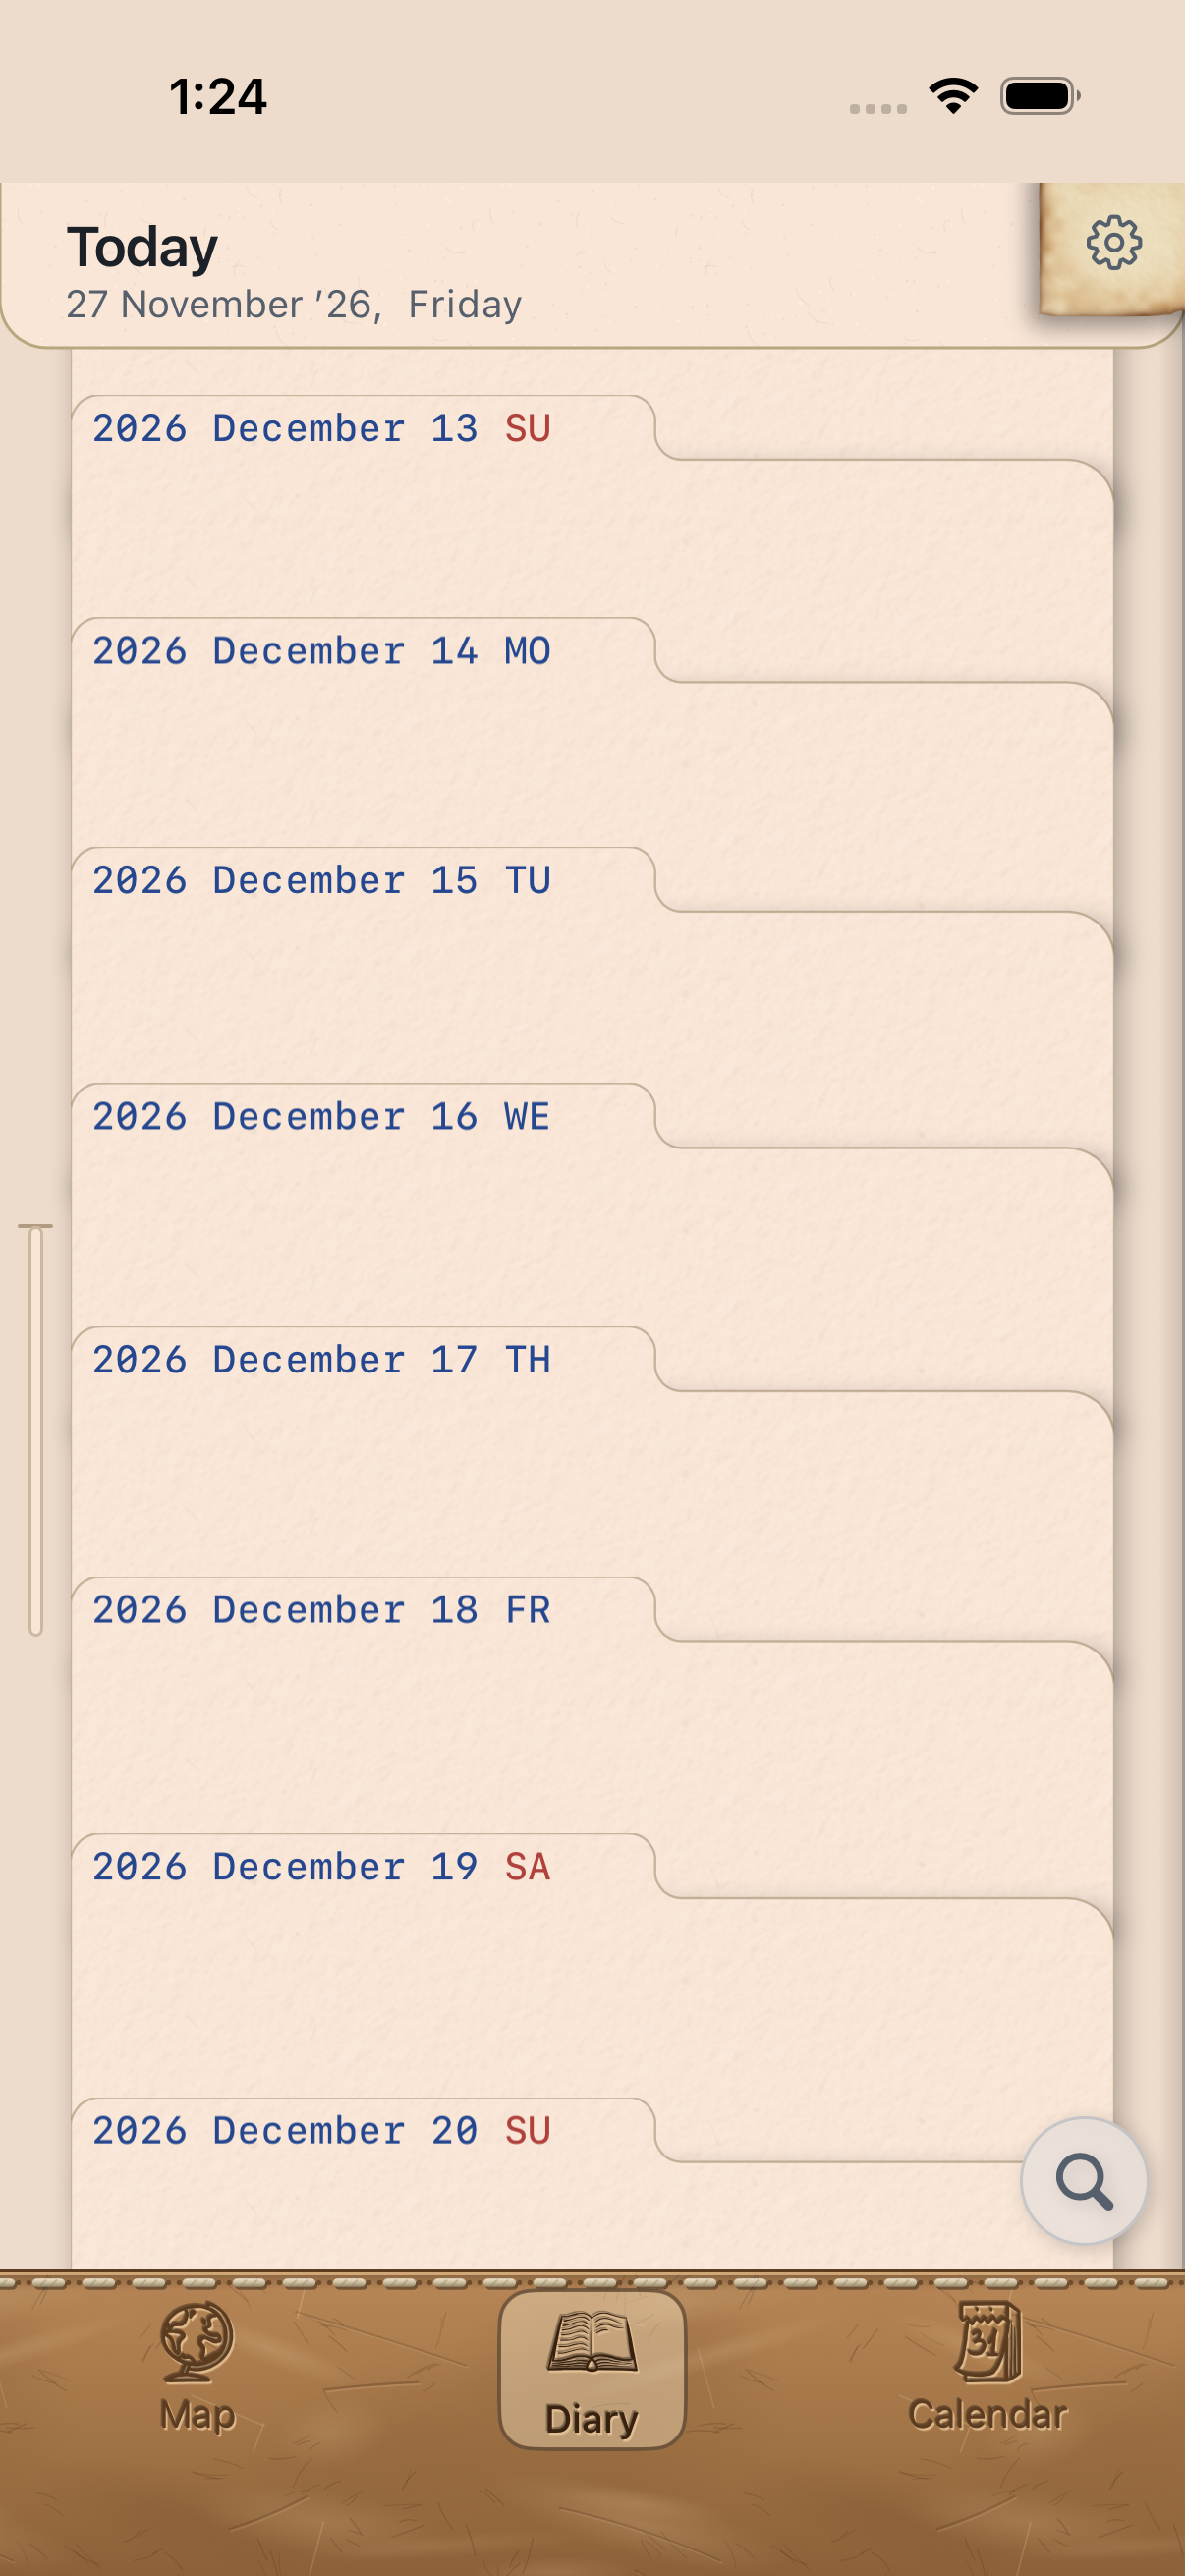 1:24
Today
27 November ’26,  Friday
2026 December 13 SU
2026 December 14 MO
2026 December 15 TU
2026 December 16 WE
2026 December 17 TH
2026 December 18 FR
2026 December 19 SA
2026 December 20 SU
31
Map
Diary
Calendar